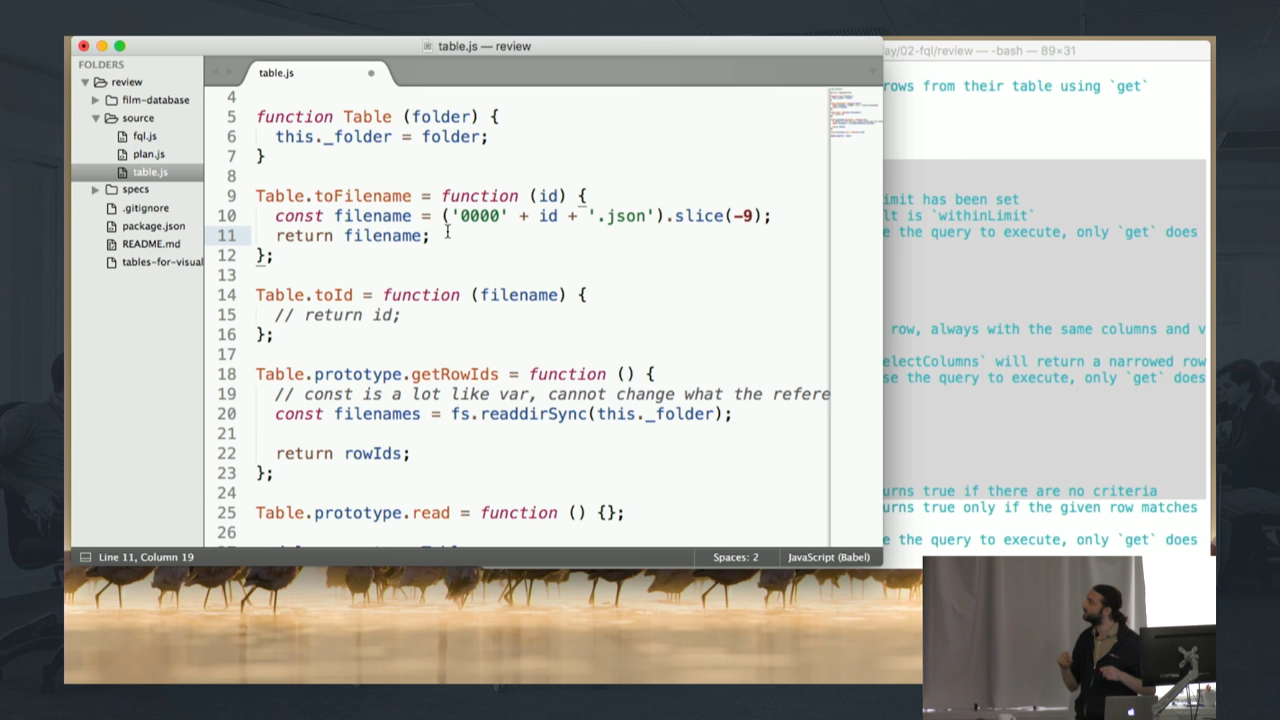 table.js — review
ay/02-fql/review — -bash — 89×31
FOLDERS
review
film-database
source
fql.js
plan.js
table.js
specs
.gitignore
package.json
README.md
tables-for-visual
table.js
4
5 function Table (folder) {
6 this._folder = folder;
7 }
8
9 Table.toFilename = function (id) {
10 const filename = ('0000' + id + '.json').slice(-9);
11 return filename;
12 };
13
14 Table.toId = function (filename) {
15 // return id;
16 };
17
18 Table.prototype.getRowIds = function () {
19 // const is a lot like var, cannot change what the refere
20 const filenames = fs.readdirSync(this._folder);
21
22 return rowIds;
23 };
24
25 Table.prototype.read = function () {};
26
Line 11, Column 19
Spaces: 2
JavaScript (Babel)
rows from their table using `get`
imit has been set
lt is `withinLimit`
e the query to execute, only `get` does
row, always with the same columns and v
electColumns` will return a narrowed row
se the query to execute, only `get` does
urns true if there are no criteria
urns true only if the given row matches
e the query to execute, only `get` does